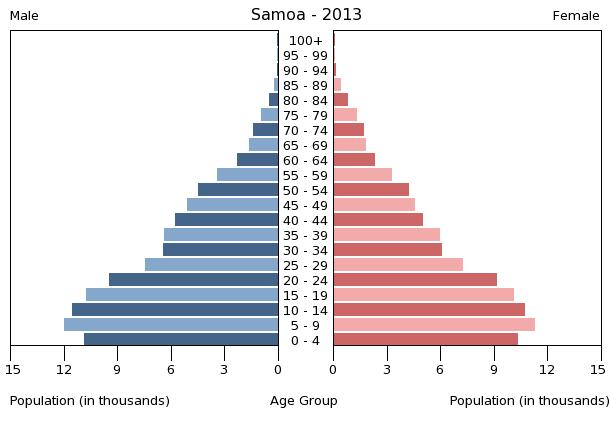 Samoa - 2013
Male
Female
100+
95 - 99
90 - 94
85 - 89
80 - 84
75 - 79
70 - 74
65 - 69
60 - 64
55 - 59
50 - 54
45 - 49
40 - 44
35 - 39
30 - 34
25 - 29
20 - 24
15 - 19
10 - 14
5 - 9
0 - 4
15 12 9 6 3 0 0 3 6 9 12 15
Population (in thousands) Age Group Population (in thousands)